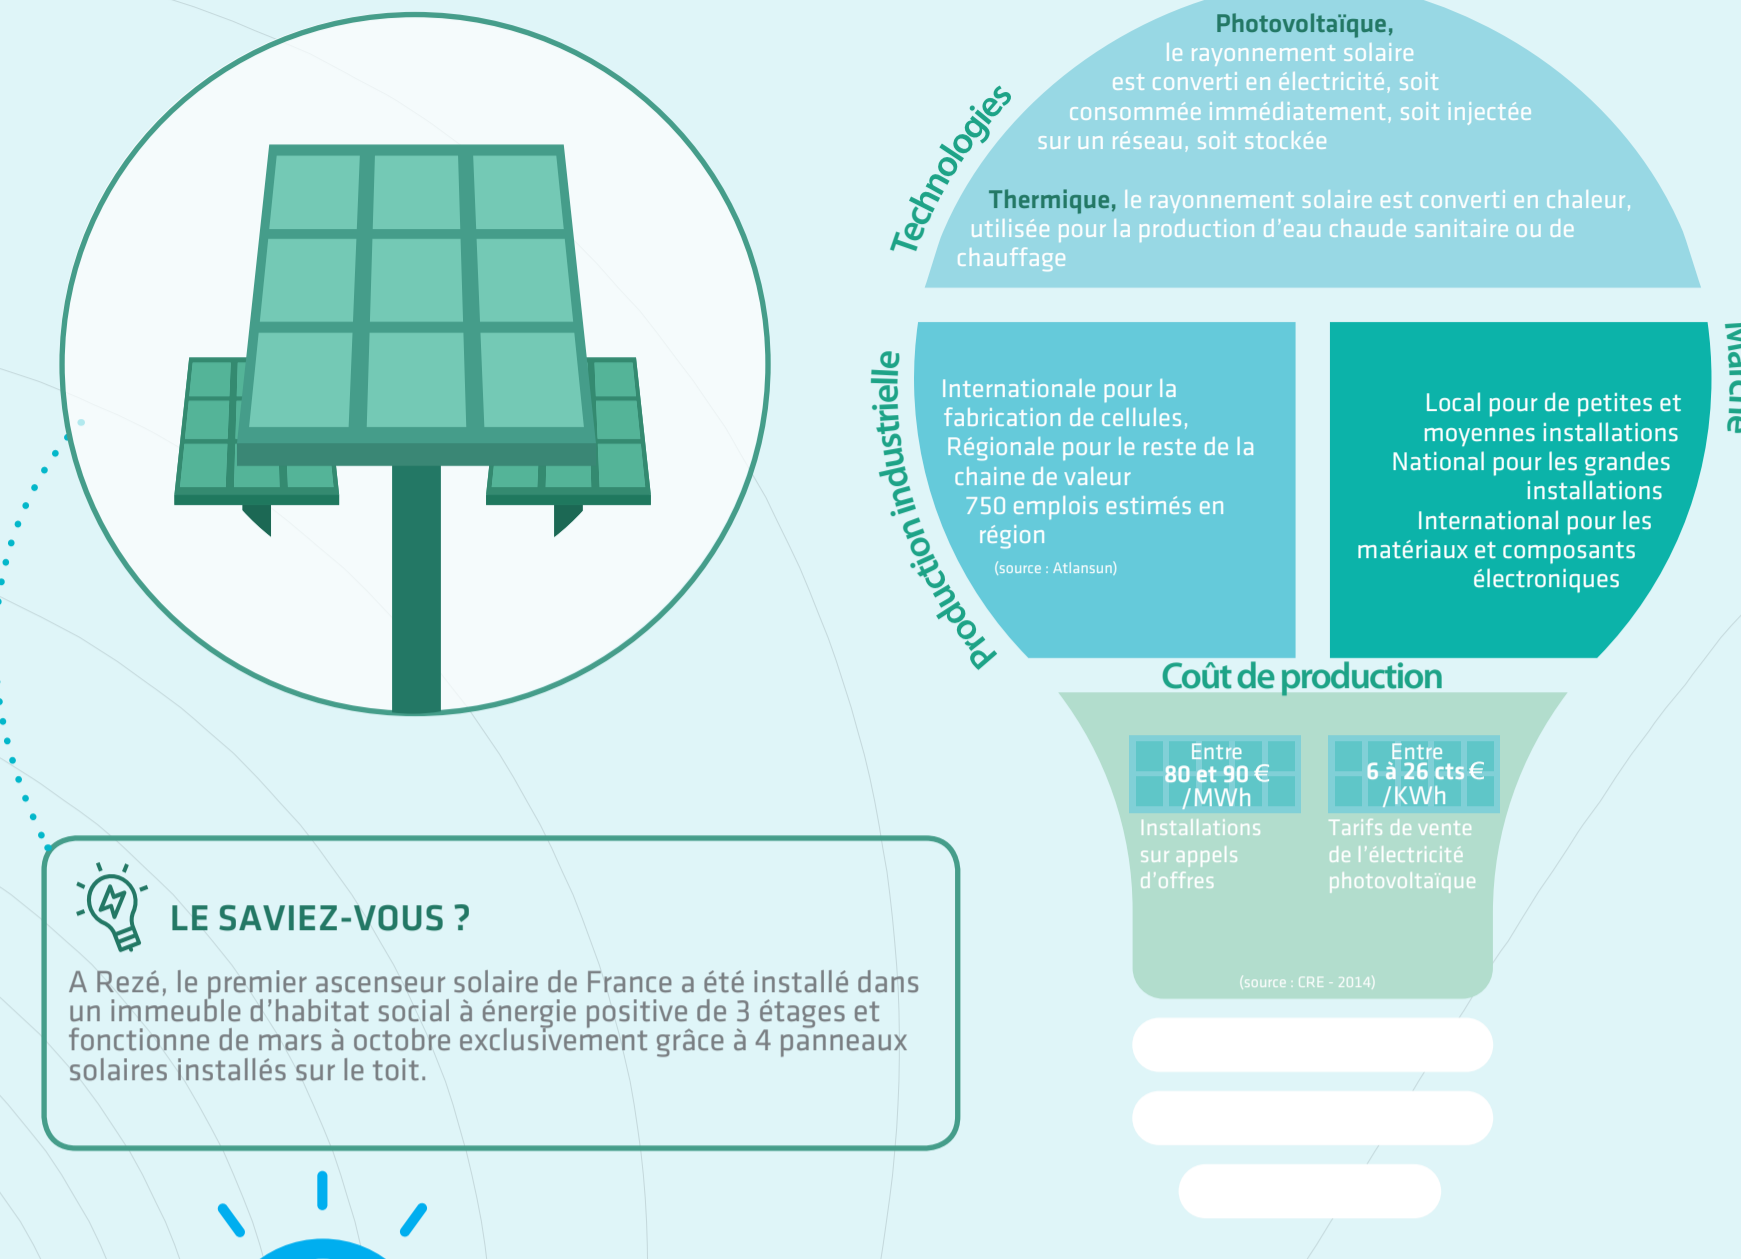 Technologies
Photovoltaïque,
le rayonnement solaire
est converti en électricité, soit
consommée immédiatement, soit injectée
sur un réseau, soit stockée
Thermique, le rayonnement solaire est converti en chaleur,
utilisée pour la production d’eau chaude sanitaire ou de
chauffage
Production industrielle
Internationale pour la
fabrication de cellules,
Régionale pour le reste de la
chaine de valeur
750 emplois estimés en
région
(source : Atlansun)
Marché
Local pour de petites et
moyennes installations
National pour les grandes
installations
International pour les
matériaux et composants
électroniques
Coût de production
Entre
80 et 90 €
/MWh
Installations
sur appels
d’offres
Entre
6 à 26 cts €
/KWh
Tarifs de vente
de l’électricité
photovoltaïque
(source : CRE - 2014)
LE SAVIEZ-VOUS ?
A Rezé, le premier ascenseur solaire de France a été installé dans
un immeuble d’habitat social à énergie positive de 3 étages et
fonctionne de mars à octobre exclusivement grâce à 4 panneaux
solaires installés sur le toit.